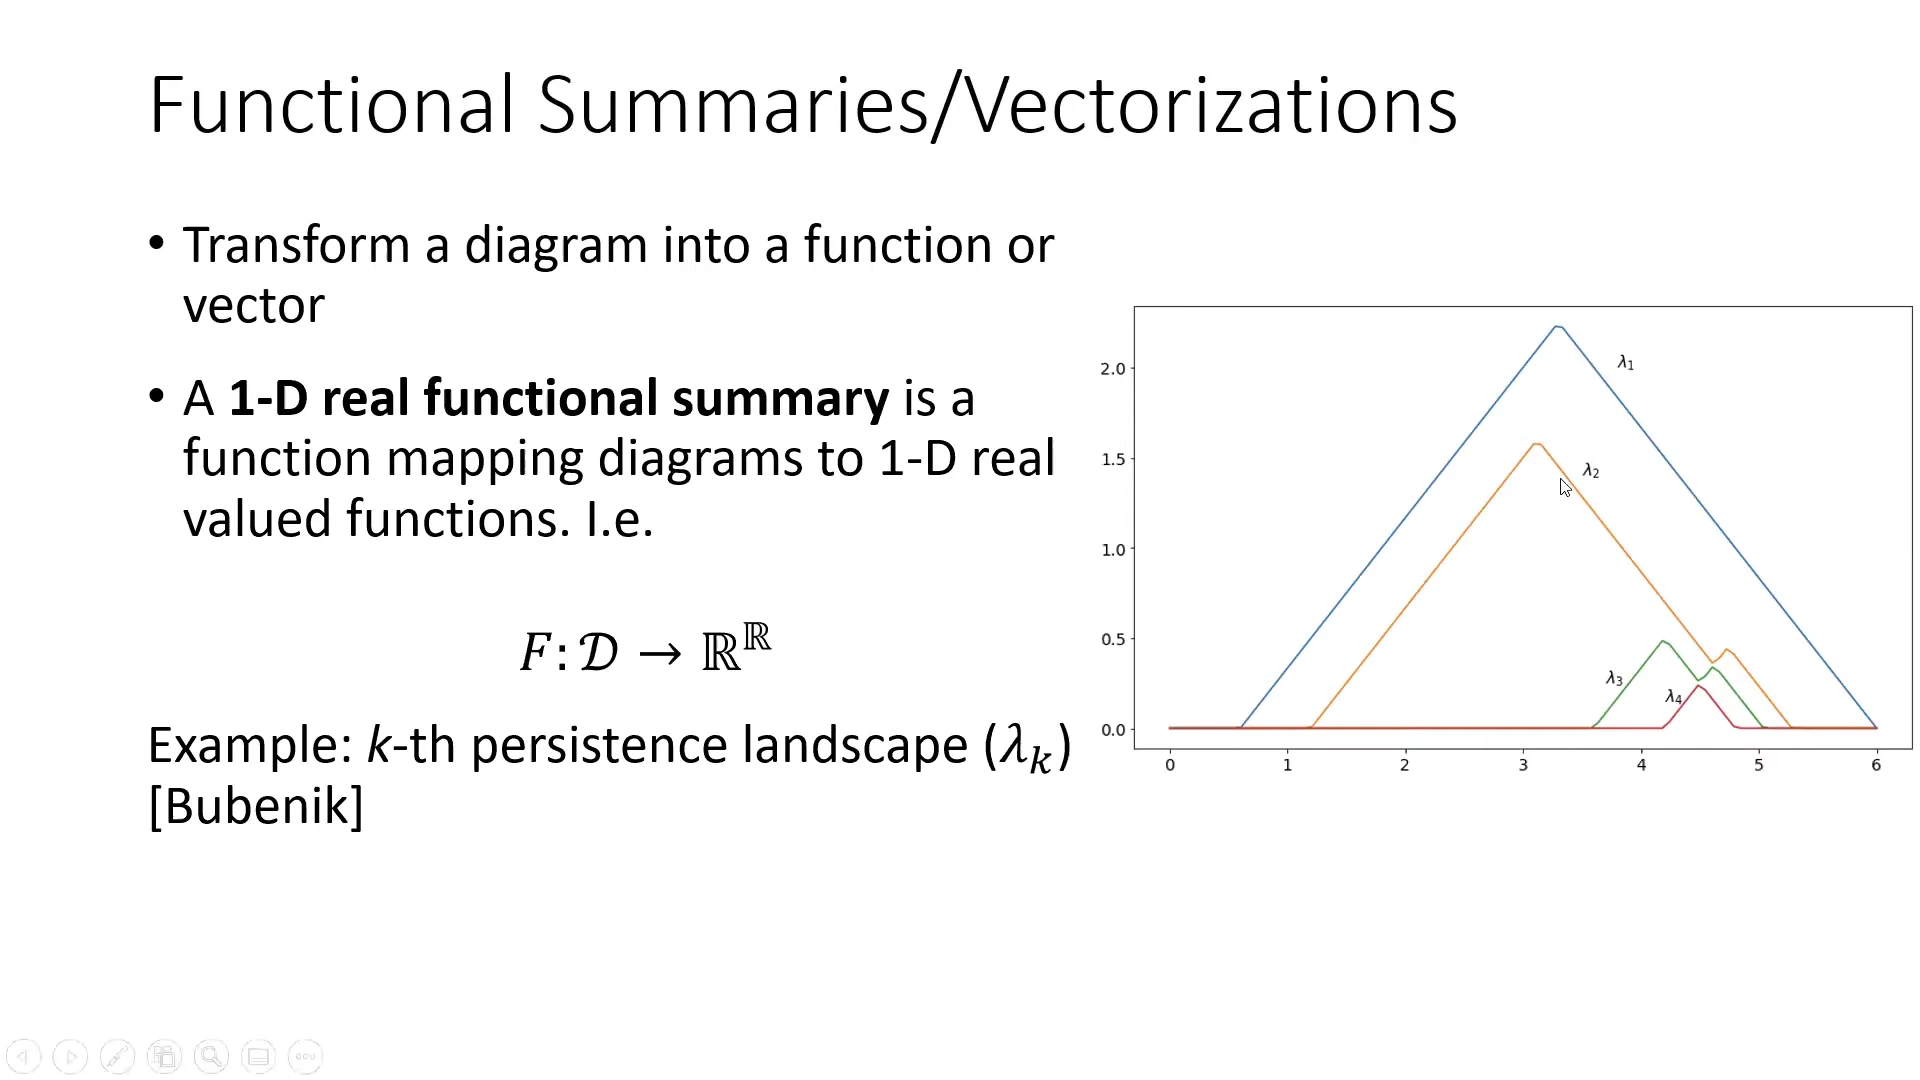 Functional Summaries/Vectorizations
• Transform a diagram into a function or
vector
• A 1-D real functional summary is a
function mapping diagrams to 1-D real
valued functions. I.e.
F: 𝒟 → ℝ^ℝ
Example: k-th persistence landscape (λ_k)
[Bubenik]
2.0
1.5
1.0
0.5
0.0
λ1
λ2
λ3
λ4
0 1 2 3 4 5 6